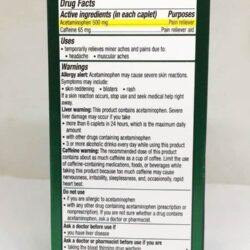 Drug Facts
Active ingredients (in each caplet) Purposes
Acetaminophen 500 mg Pain reliever
Caffeine 65 mg Pain reliever aid
Uses
• temporarily relieves minor aches and pains due to:
• headache • muscular aches
Warnings
Allergy alert: Acetaminophen may cause severe skin reactions.
Symptoms may include:
• skin reddening • blisters • rash
If a skin reaction occurs, stop use and seek medical help right
away.
Liver warning: This product contains acetaminophen. Severe
liver damage may occur if you take
• more than 6 caplets in 24 hours, which is the maximum daily
amount
• with other drugs containing acetaminophen
• 3 or more alcoholic drinks every day while using this product
Caffeine warning: The recommended dose of this product
contains about as much caffeine as a cup of coffee. Limit the use
of caffeine-containing medications, foods, or beverages while
taking this product because too much caffeine may cause
nervousness, irritability, sleeplessness, and, occasionally, rapid
heart beat.
Do not use
• if you are allergic to acetaminophen
• with any other drug containing acetaminophen (prescription or
nonprescription). If you are not sure whether a drug contains
acetaminophen, ask a doctor or pharmacist.
Ask a doctor before use if
• you have liver disease
Ask a doctor or pharmacist before use if you are
• taking the blood thinning drug warfarin